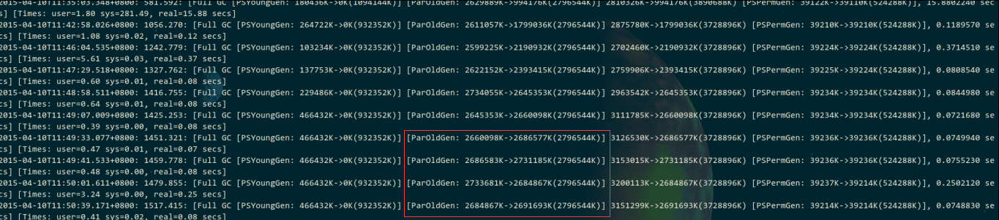 2015-04-10T11:35:03.348+0800: 581.592: [Full GC [PSYoungGen: 180436K->0K(1094144K)] [ParOldGen: 2629889K->994176K(2796544K)] 2810326K->994176K(3890688K) [PSPermGen: 39122K->39110K(524288K)], 15.8802240 sec
s] [Times: user=1.80 sys=281.49, real=15.88 secs]
2015-04-10T11:42:58.026+0800: 1056.270: [Full GC [PSYoungGen: 264722K->0K(932352K)] [ParOldGen: 2611057K->1799036K(2796544K)] 2875780K->1799036K(3728896K) [PSPermGen: 39210K->39210K(524288K)], 0.1189570 se
cs] [Times: user=1.08 sys=0.02, real=0.12 secs]
2015-04-10T11:46:04.535+0800: 1242.779: [Full GC [PSYoungGen: 103234K->0K(932352K)] [ParOldGen: 2599225K->2190932K(2796544K)] 2702460K->2190932K(3728896K) [PSPermGen: 39224K->39224K(524288K)], 0.3714510 se
cs] [Times: user=5.61 sys=0.03, real=0.37 secs]
2015-04-10T11:47:29.518+0800: 1327.762: [Full GC [PSYoungGen: 137753K->0K(932352K)] [ParOldGen: 2622152K->2393415K(2796544K)] 2759906K->2393415K(3728896K) [PSPermGen: 39225K->39224K(524288K)], 0.0808540 se
cs] [Times: user=0.60 sys=0.01, real=0.08 secs]
2015-04-10T11:48:58.511+0800: 1416.755: [Full GC [PSYoungGen: 229486K->0K(932352K)] [ParOldGen: 2734055K->2645353K(2796544K)] 2963542K->2645353K(3728896K) [PSPermGen: 39234K->39234K(524288K)], 0.0844980 se
cs] [Times: user=0.64 sys=0.01, real=0.08 secs]
2015-04-10T11:49:07.009+0800: 1425.253: [Full GC [PSYoungGen: 466432K->0K(932352K)] [ParOldGen: 2645353K->2660098K(2796544K)] 3111785K->2660098K(3728896K) [PSPermGen: 39234K->39234K(524288K)], 0.0721680 se
cs] [Times: user=0.39 sys=0.00, real=0.08 secs]
2015-04-10T11:49:33.077+0800: 1451.321: [Full GC [PSYoungGen: 466432K->0K(932352K)] [ParOldGen: 2660098K->2686577K(2796544K)] 3126530K->2686577K(3728896K) [PSPermGen: 39236K->39236K(524288K)], 0.0749940 se
cs] [Times: user=0.47 sys=0.01, real=0.07 secs]
2015-04-10T11:49:41.533+0800: 1459.778: [Full GC [PSYoungGen: 466432K->0K(932352K)] [ParOldGen: 2686583K->2731185K(2796544K)] 3153015K->2731185K(3728896K) [PSPermGen: 39236K->39236K(524288K)], 0.0755230 se
cs] [Times: user=0.48 sys=0.00, real=0.08 secs]
2015-04-10T11:50:01.611+0800: 1479.855: [Full GC [PSYoungGen: 466432K->0K(932352K)] [ParOldGen: 2733681K->2684867K(2796544K)] 3200113K->2684867K(3728896K) [PSPermGen: 39237K->39214K(524288K)], 0.2502120 se
cs] [Times: user=3.24 sys=0.00, real=0.25 secs]
2015-04-10T11:50:39.171+0800: 1517.415: [Full GC [PSYoungGen: 466432K->0K(932352K)] [ParOldGen: 2684867K->2691693K(2796544K)] 3151299K->2691693K(3728896K) [PSPermGen: 39214K->39214K(524288K)], 0.0748830 se
cs] [Times: user=0.41 sys=0.02, real=0.08 secs]